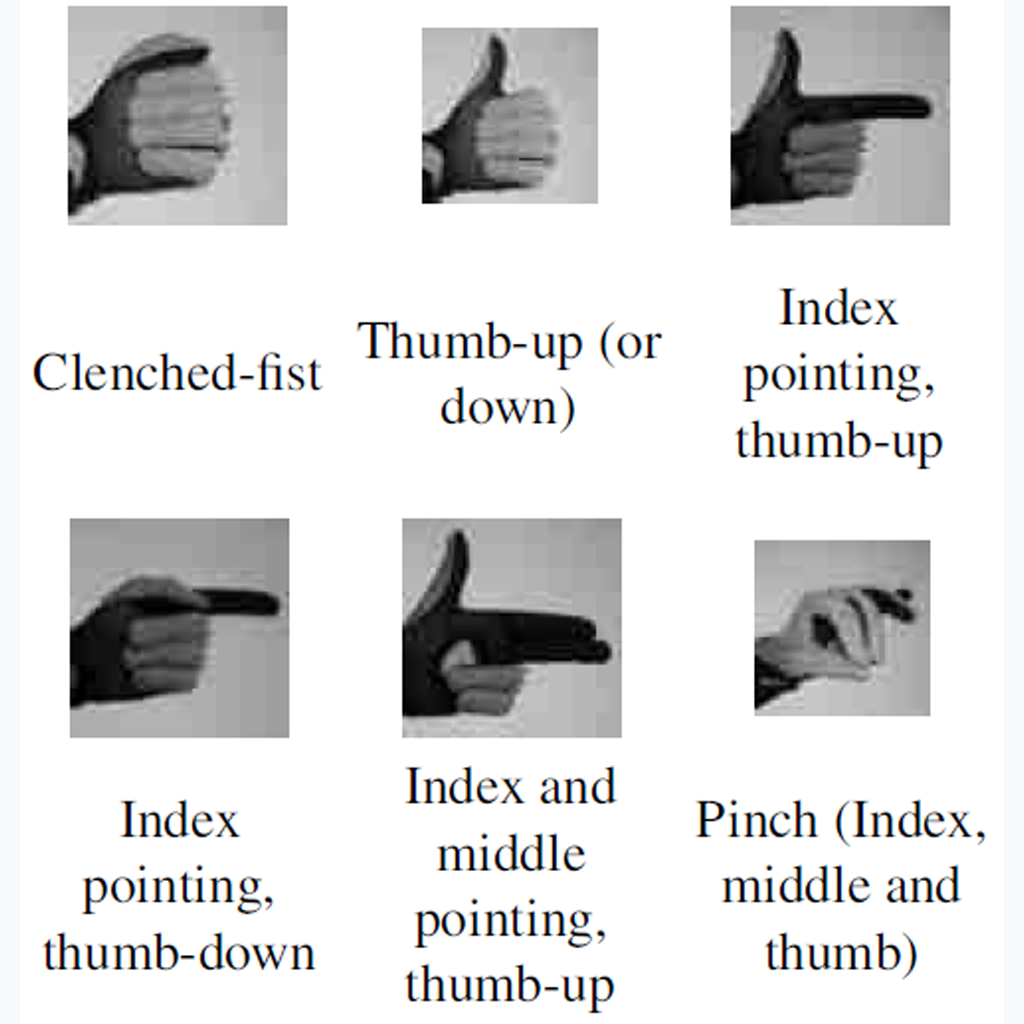 Clenched-fist
Thumb-up (or
down)
Index
pointing,
thumb-up
Index
pointing,
thumb-down
Index and
middle
pointing,
thumb-up
Pinch (Index,
middle and
thumb)